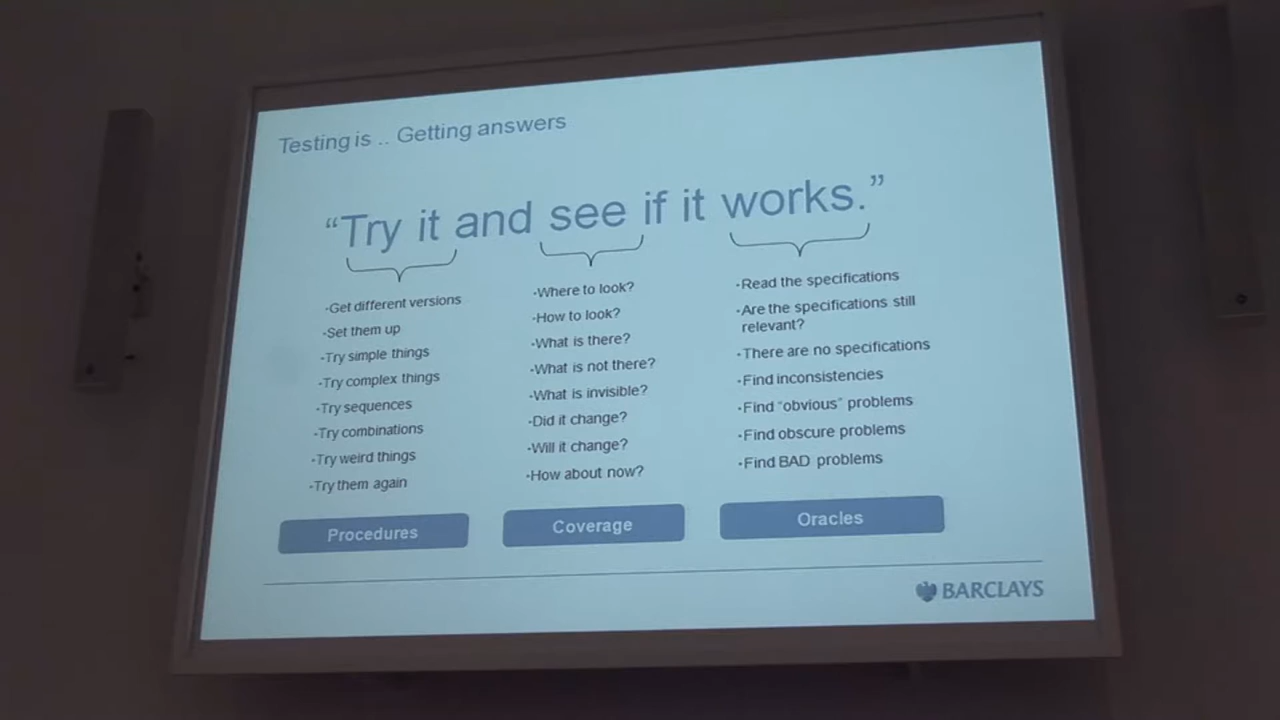 Testing is .. Getting answers
“Try it and see if it works.”
-Get different versions
-Set them up
-Try simple things
-Try complex things
-Try sequences
-Try combinations
-Try weird things
-Try them again
Procedures
-Where to look?
-How to look?
-What is there?
-What is not there?
-What is invisible?
-Did it change?
-Will it change?
-How about now?
Coverage
-Read the specifications
-Are the specifications still
relevant?
-There are no specifications
-Find inconsistencies
-Find “obvious” problems
-Find obscure problems
-Find BAD problems
Oracles
BARCLAYS